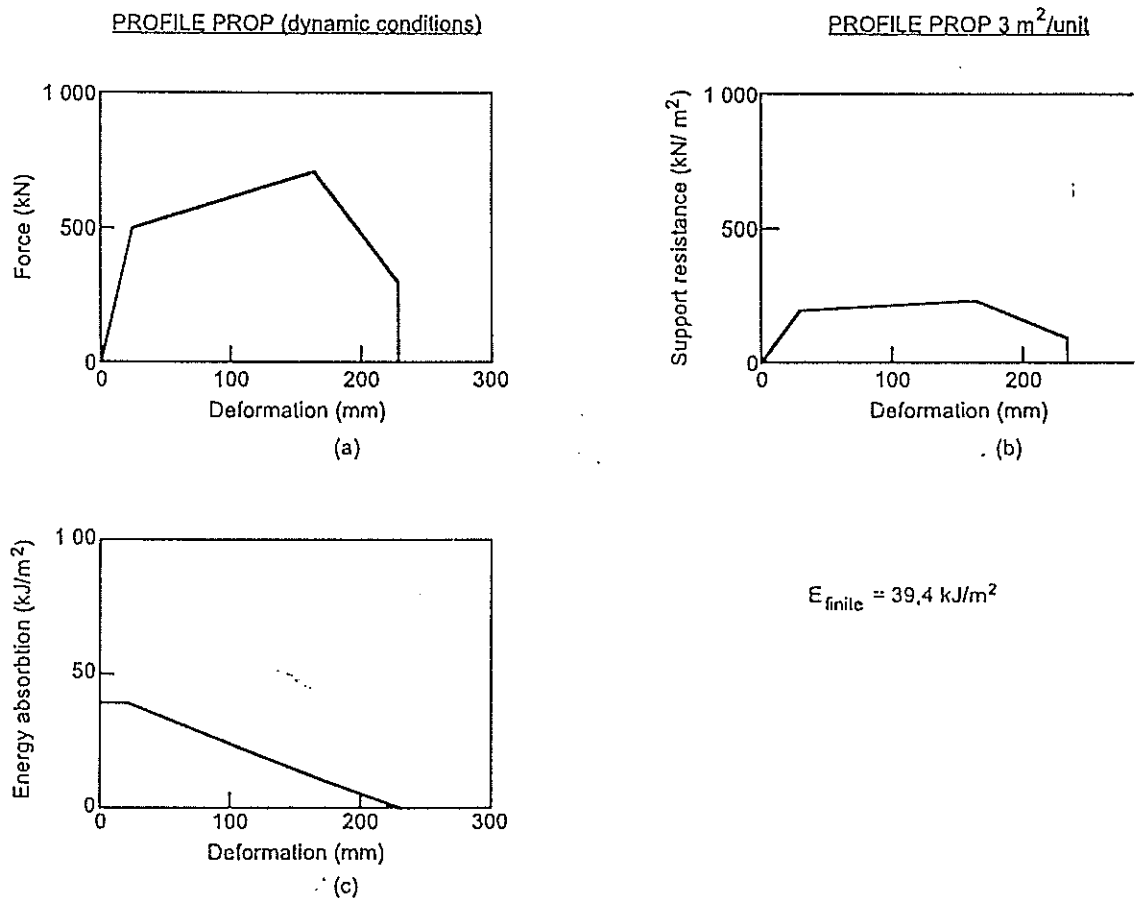 PROFILE PROP (dynamic conditions)
PROFILE PROP 3 m²/unit
1 000
500
0
Force (kN)
0 100 200 300
Deformation (mm)
(a)
1 000
500
0
Support resistance (kN/ m²)
0 100 200
Deformation (mm)
(b)
1 00
50
0
Energy absorbtion (kJ/m²)
0 100 200 300
Deformation (mm)
(c)
E finite = 39,4 kJ/m²